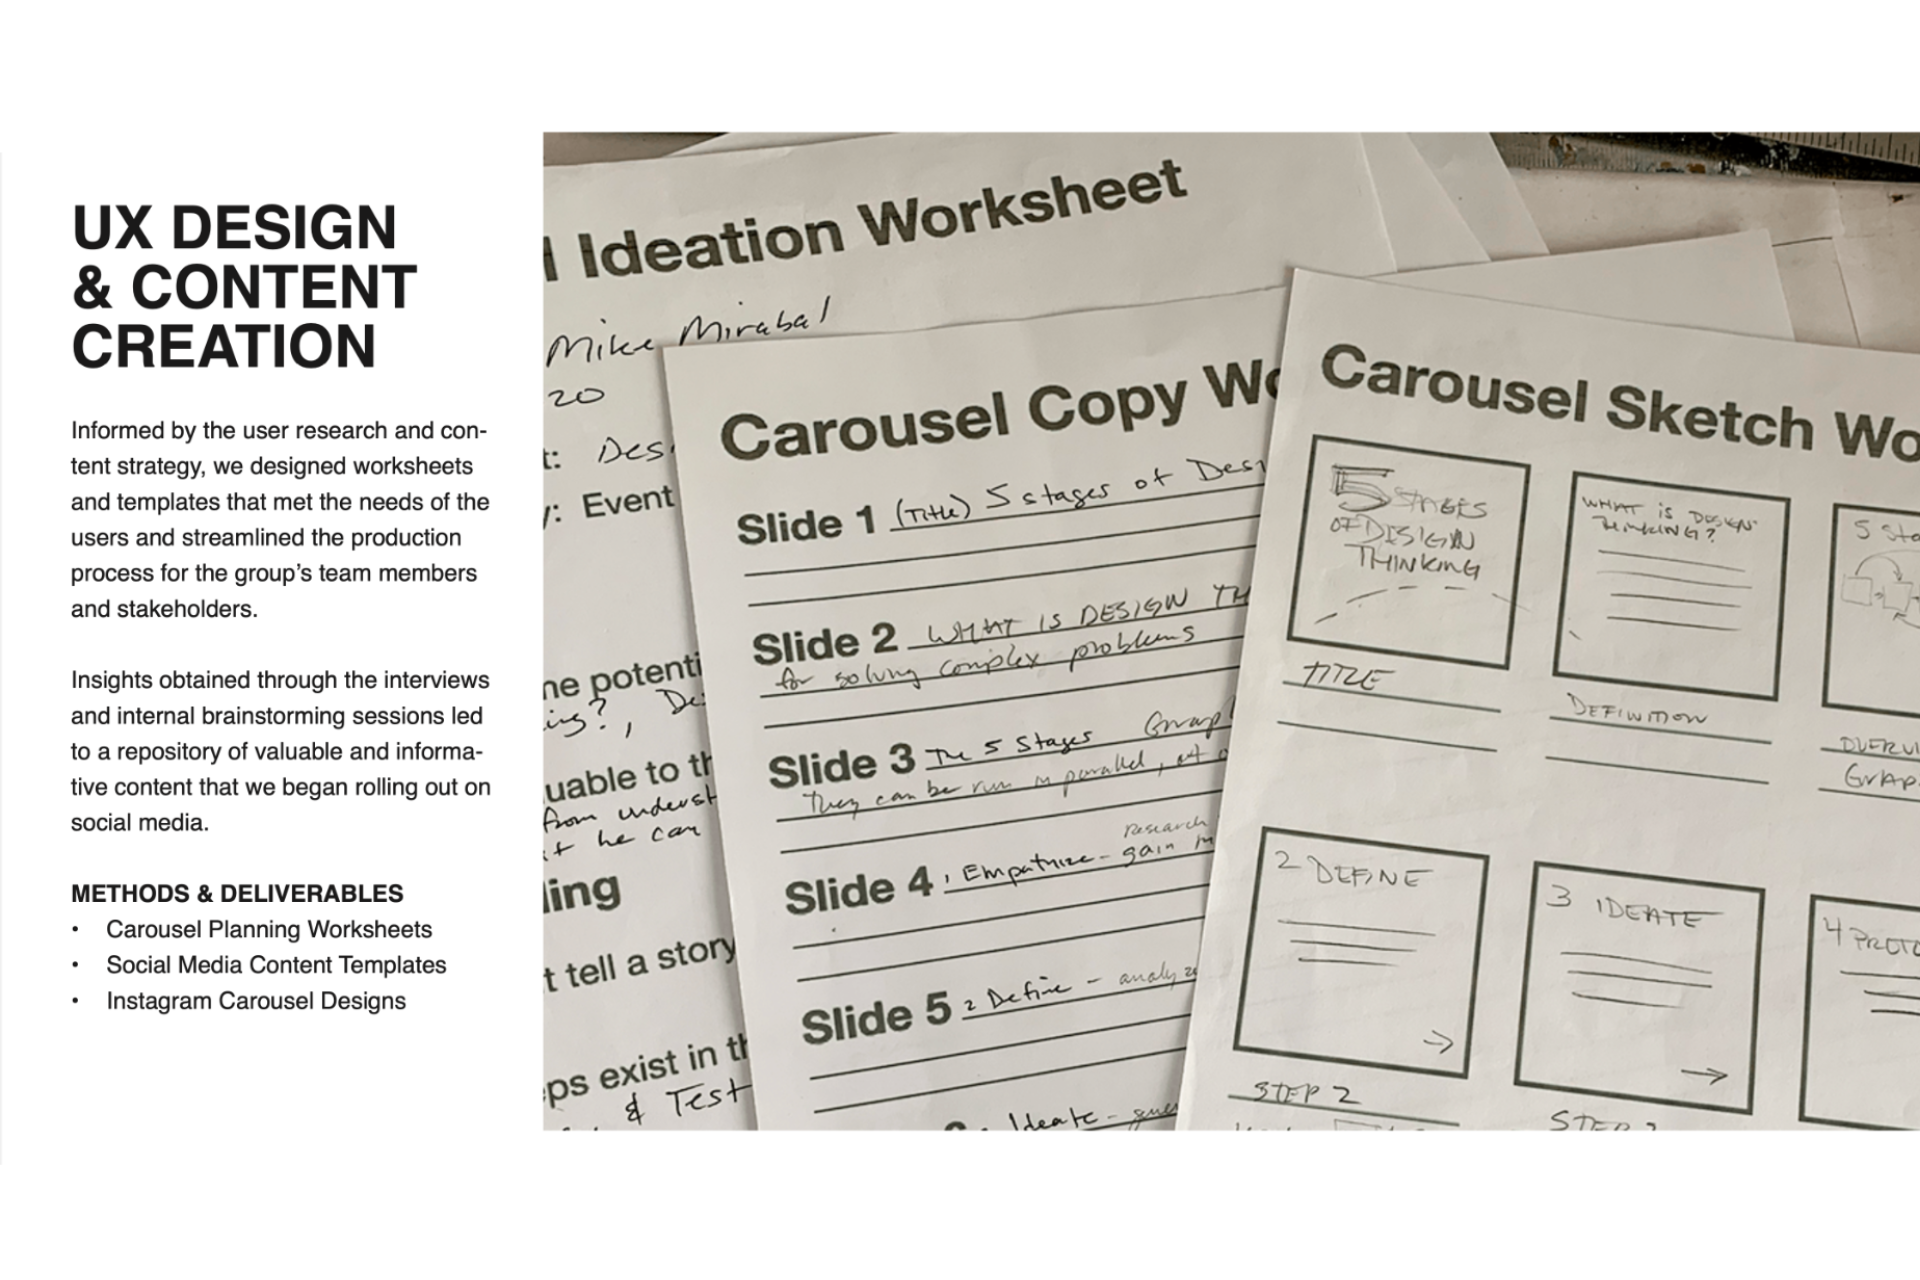 UX DESIGN
& CONTENT
CREATION
Informed by the user research and con-
tent strategy, we designed worksheets
and templates that met the needs of the
users and streamlined the production
process for the group’s team members
and stakeholders.
Insights obtained through the interviews
and internal brainstorming sessions led
to a repository of valuable and informa-
tive content that we began rolling out on
social media.
METHODS & DELIVERABLES
• Carousel Planning Worksheets
• Social Media Content Templates
• Instagram Carousel Designs
l Ideation Worksheet
Mike Mirabal
20
t: Des
y: Event
ne potenti
ing?, De
uable to th
from underst
t he can
ling
t tell a story
ps exist in th
& Test
Carousel Copy Wo
Slide 1 (Title) 5 stages of Desi
Slide 2 WHAT IS DESIGN TH
for solving complex problems
Slide 3 The 5 Stages Grap
They can be run in parallel,
research
Slide 4 1 Empathize - gain
Slide 5 2 Define - analyze
Ideate -
Carousel Sketch Wo
5 STAGES
OF DESIGN
THINKING
TITLE
WHAT IS DESIGN
THINKING?
DEFINITION
5 Sta
OVERVI
GRAP
2 DEFINE
STEP 2
3 IDEATE
STEP 3
4 PROTO